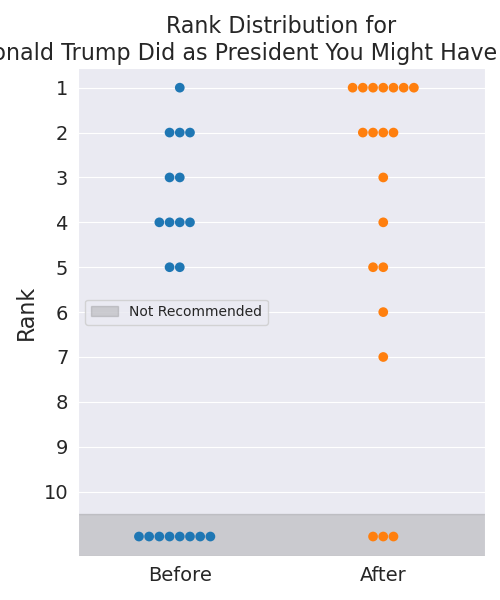 Rank Distribution for
onald Trump Did as President You Might Have
1
2
3
4
5
6
7
8
9
10
Rank
Not Recommended
Before
After